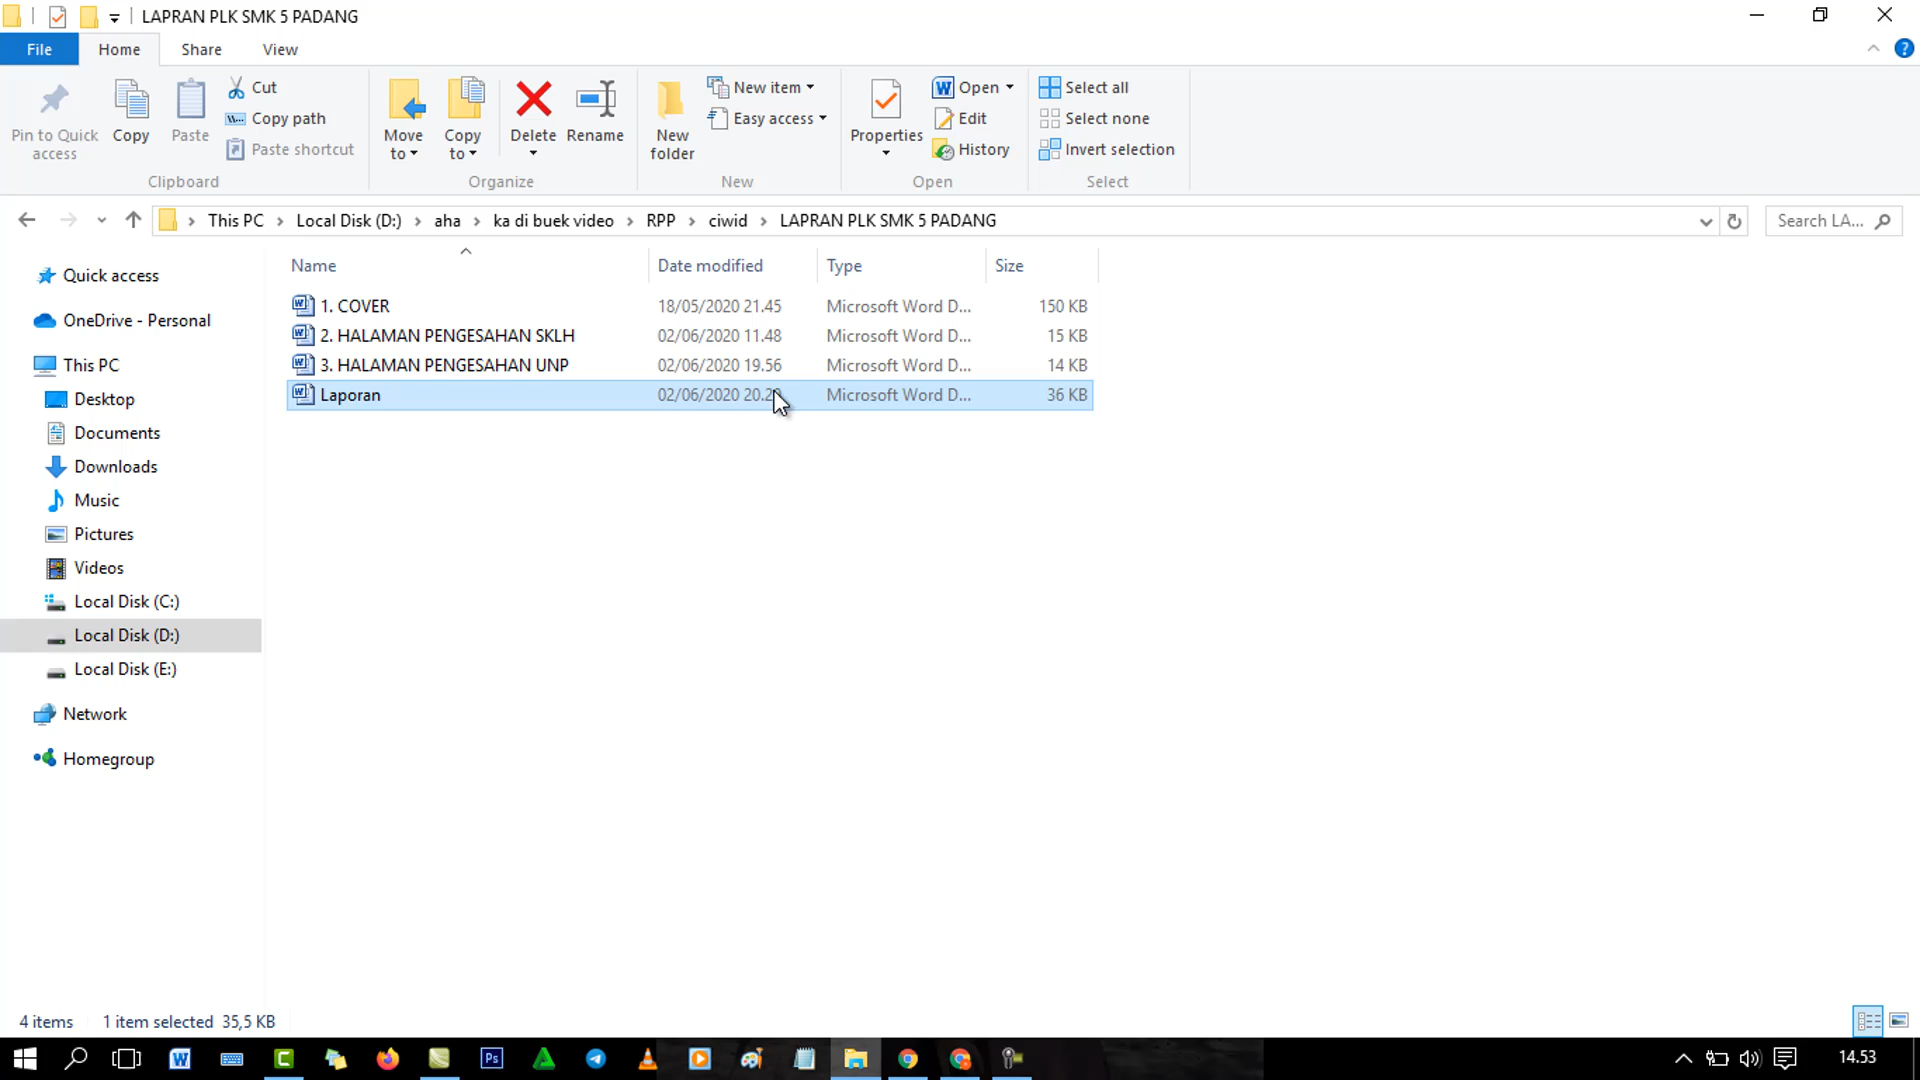 LAPRAN PLK SMK 5 PADANG
File Home Share View
Pin to Quick access
Copy
Paste
Cut
Copy path
Paste shortcut
Clipboard
Move to
Copy to
Delete
Rename
Organize
New folder
New item
Easy access
New
Properties
Open
Edit
History
Open
Select all
Select none
Invert selection
Select
This PC > Local Disk (D:) > aha > ka di buek video > RPP > ciwid > LAPRAN PLK SMK 5 PADANG
Search LA...
Quick access
OneDrive - Personal
This PC
Desktop
Documents
Downloads
Music
Pictures
Videos
Local Disk (C:)
Local Disk (D:)
Local Disk (E:)
Network
Homegroup
Name Date modified Type Size
1. COVER 18/05/2020 21.45 Microsoft Word D... 150 KB
2. HALAMAN PENGESAHAN SKLH 02/06/2020 11.48 Microsoft Word D... 15 KB
3. HALAMAN PENGESAHAN UNP 02/06/2020 19.56 Microsoft Word D... 14 KB
Laporan 02/06/2020 Microsoft Word D... 36 KB
4 items 1 item selected 35,5 KB
Ps
14.53